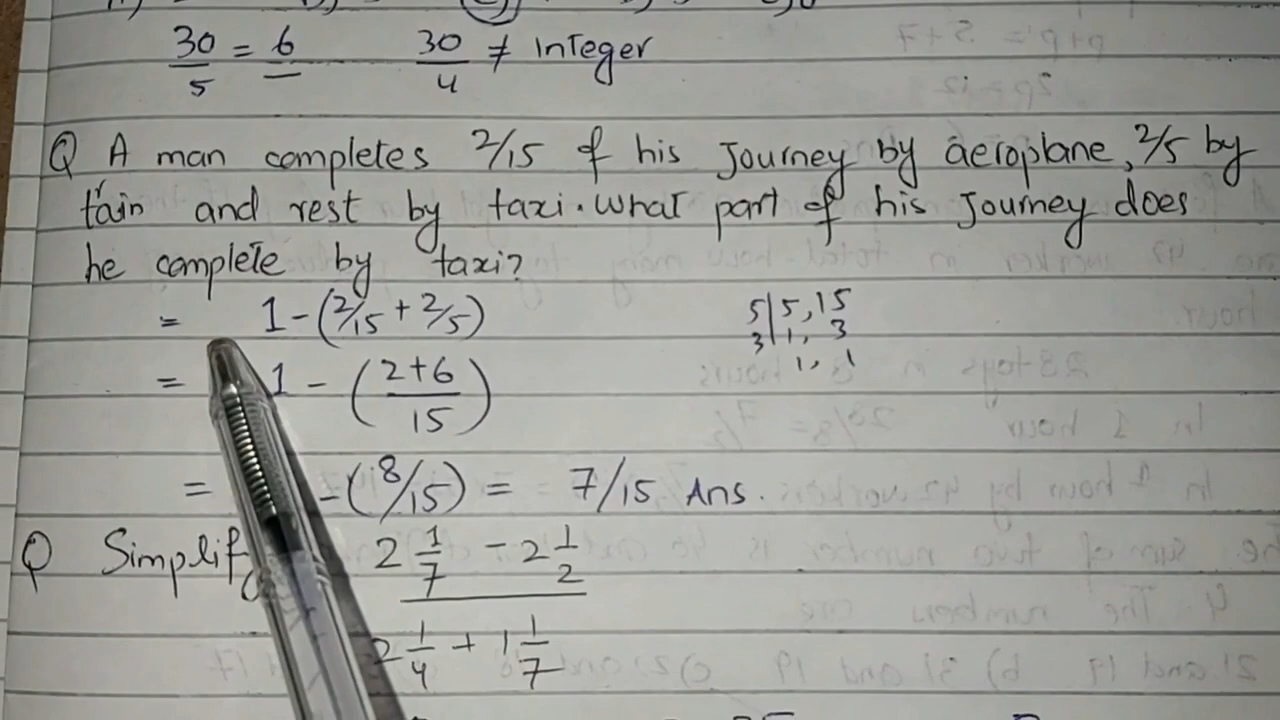 30/5 = 6 30/4 ≠ Integer
Q A man completes 2/15 of his Journey by aeroplane, 2/5 by
train and rest by taxi. What part of his Journey does
he complete by taxi?
= 1 - (2/15 + 2/5) 5|5, 15
3|1, 3
1, 1
= 1 - (2+6/15)
= - (8/15) = 7/15 Ans.
Q Simplify 2 1/7 - 2 1/2
2 1/4 + 1 1/7